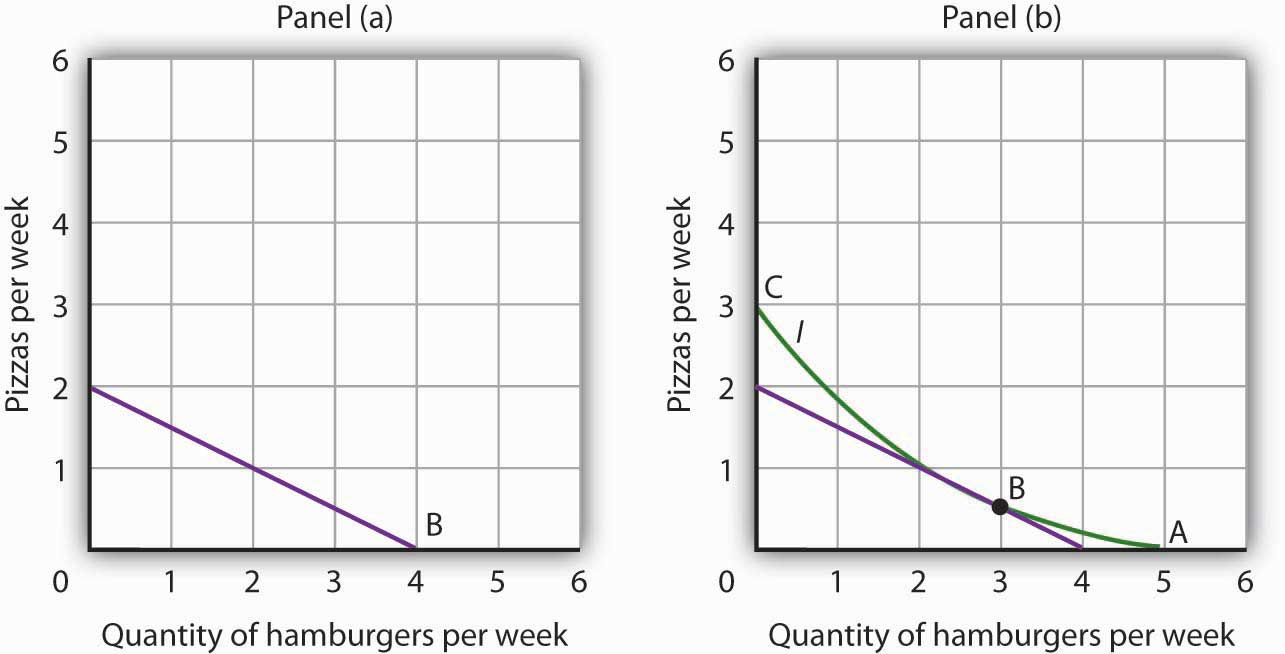 Panel (a)
6
5
4
3
2
1
0
1 2 3 4 5 6
B
Pizzas per week
Quantity of hamburgers per week
Panel (b)
6
5
4
3
2
1
0
1 2 3 4 5 6
C
I
B
A
Pizzas per week
Quantity of hamburgers per week